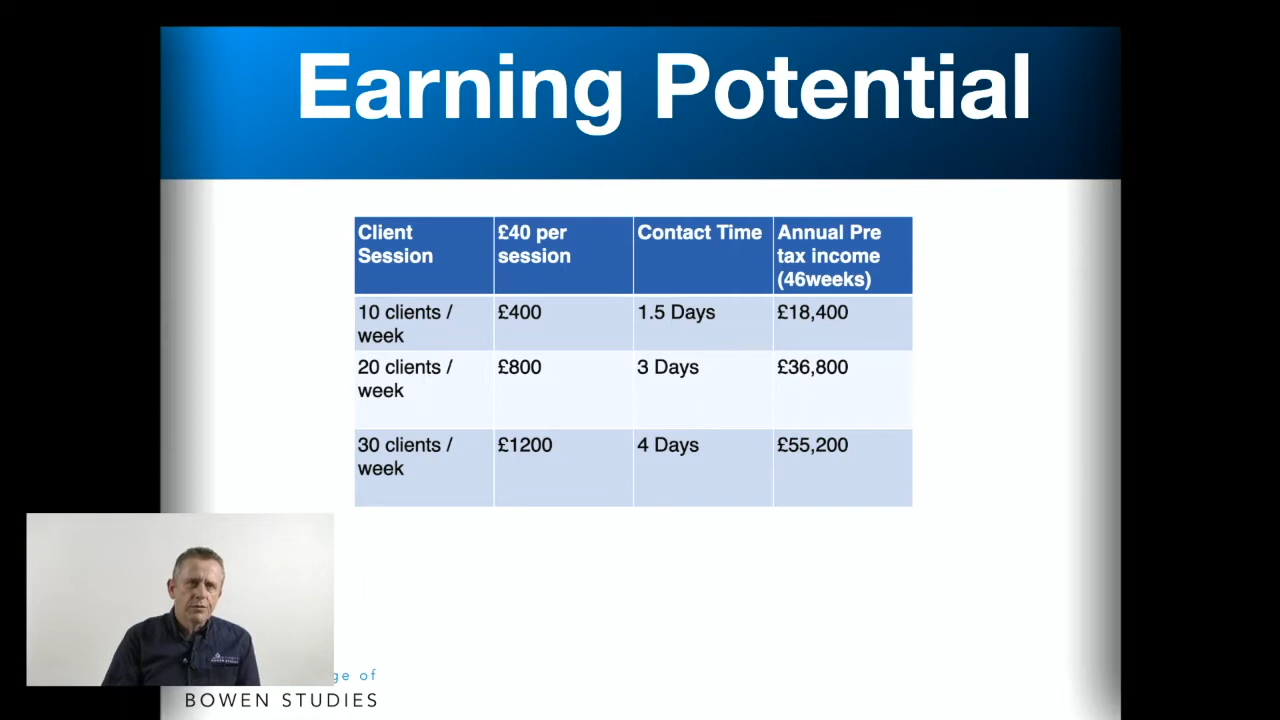 Earning Potential
Client Session
£40 per session
Contact Time
Annual Pre tax income (46weeks)
10 clients / week
£400
1.5 Days
£18,400
20 clients / week
£800
3 Days
£36,800
30 clients / week
£1200
4 Days
£55,200
of
BOWEN STUDIES